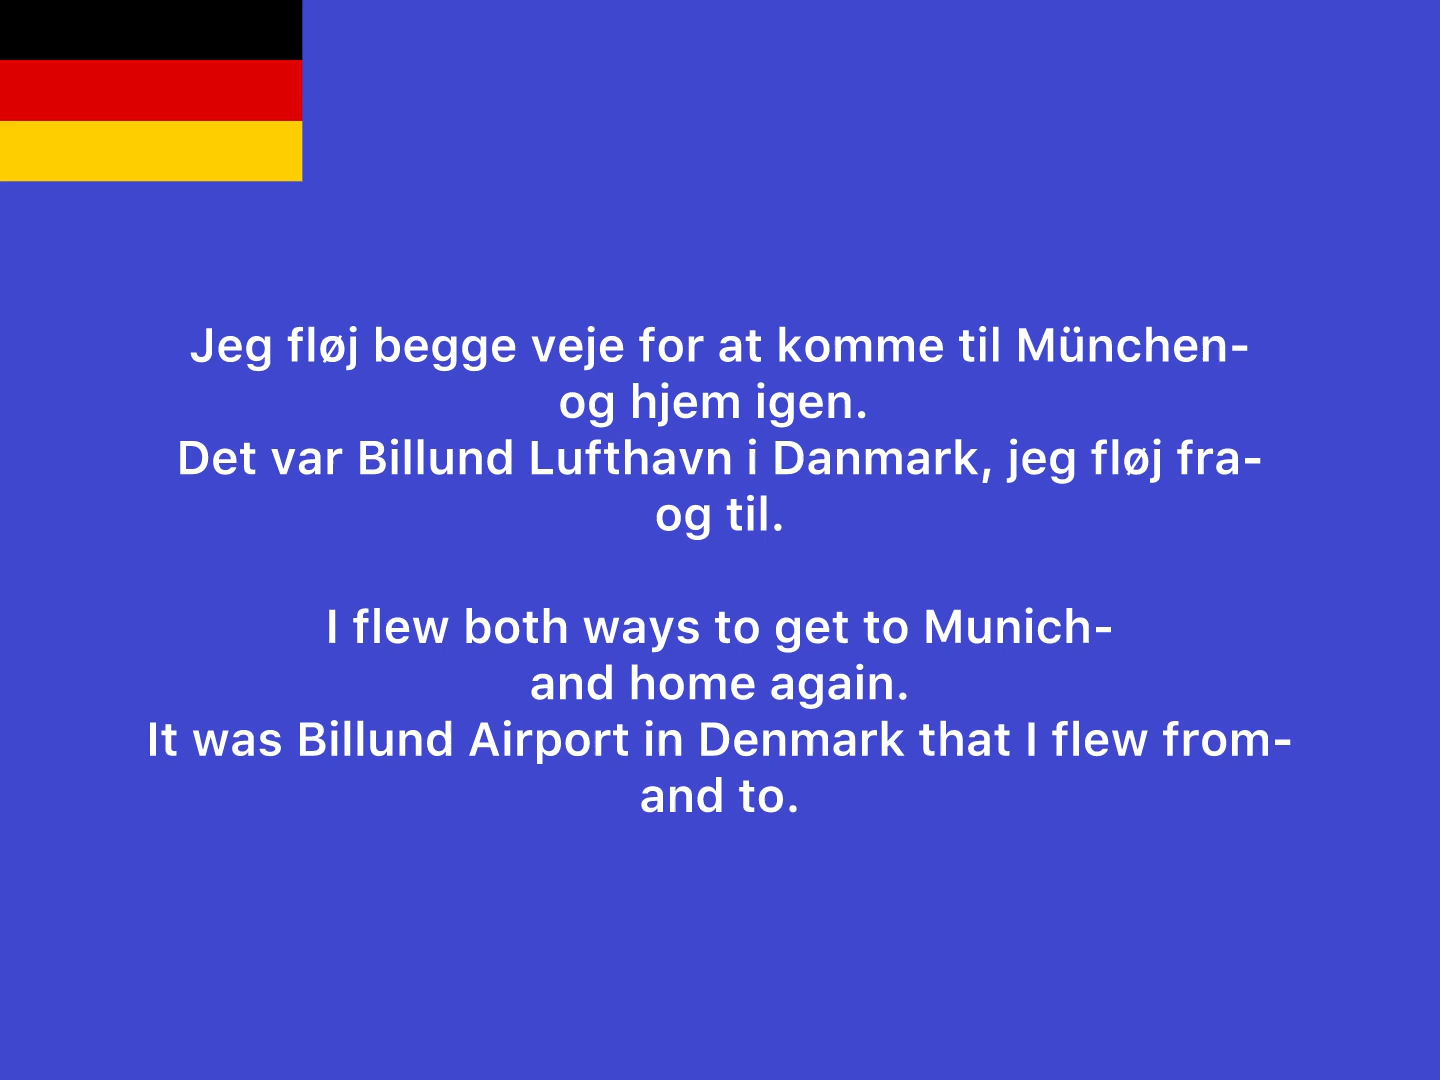 Jeg fløj begge veje for at komme til München-
og hjem igen.
Det var Billund Lufthavn i Danmark, jeg fløj fra-
og til.
I flew both ways to get to Munich-
and home again.
It was Billund Airport in Denmark that I flew from-
and to.